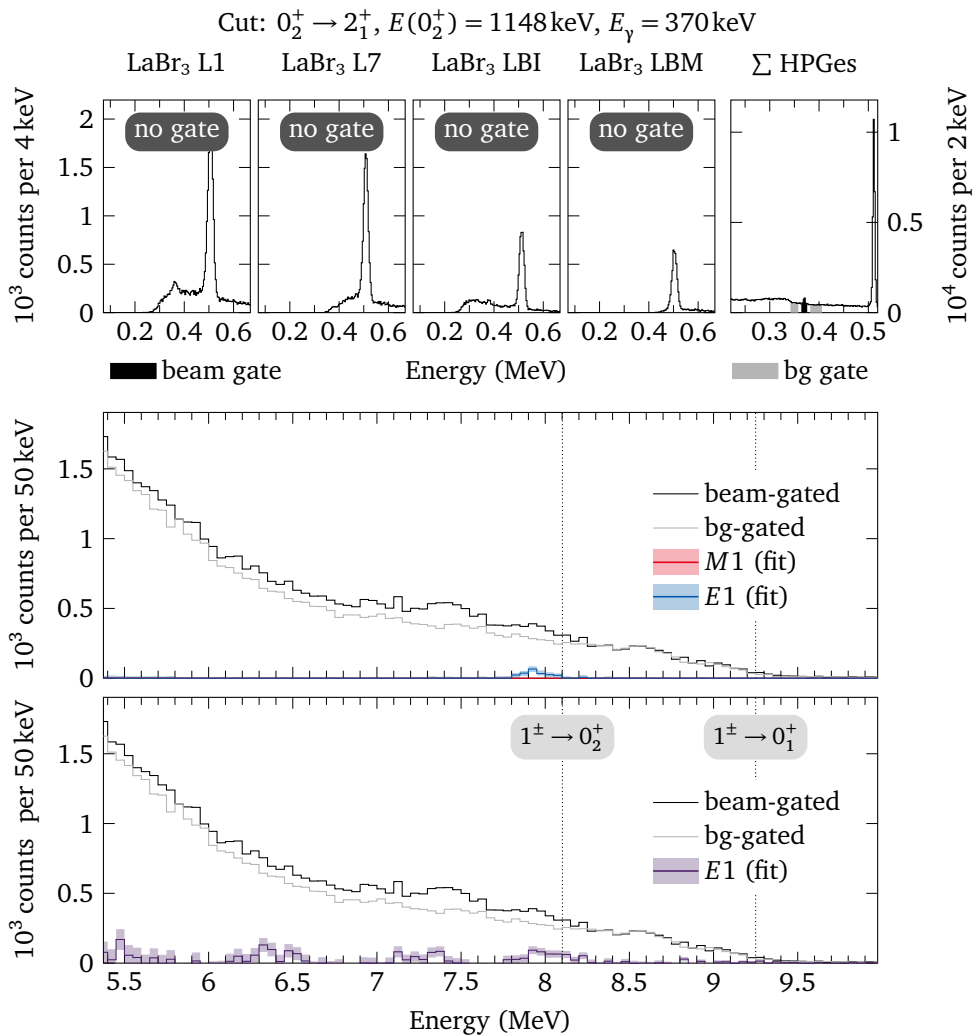 Cut: 0₂⁺ → 2₁⁺, E(0₂⁺) = 1148 keV, E_γ = 370 keV
LaBr₃ L1 LaBr₃ L7 LaBr₃ LBI LaBr₃ LBM ∑ HPGes
10³ counts per 4 keV
2
1.5
1
0.5
0
no gate no gate no gate no gate
1
0.5
0
10⁴ counts per 2 keV
0.2 0.4 0.6 0.2 0.4 0.6 0.2 0.4 0.6 0.2 0.4 0.6 0.3 0.4 0.5
beam gate Energy (MeV) bg gate
10³ counts per 50 keV
1.5
1
0.5
0
beam-gated
bg-gated
M1 (fit)
E1 (fit)
10³ counts per 50 keV
1.5
1
0.5
0
1± → 0₂⁺ 1± → 0₁⁺
beam-gated
bg-gated
E1 (fit)
5.5 6 6.5 7 7.5 8 8.5 9 9.5
Energy (MeV)